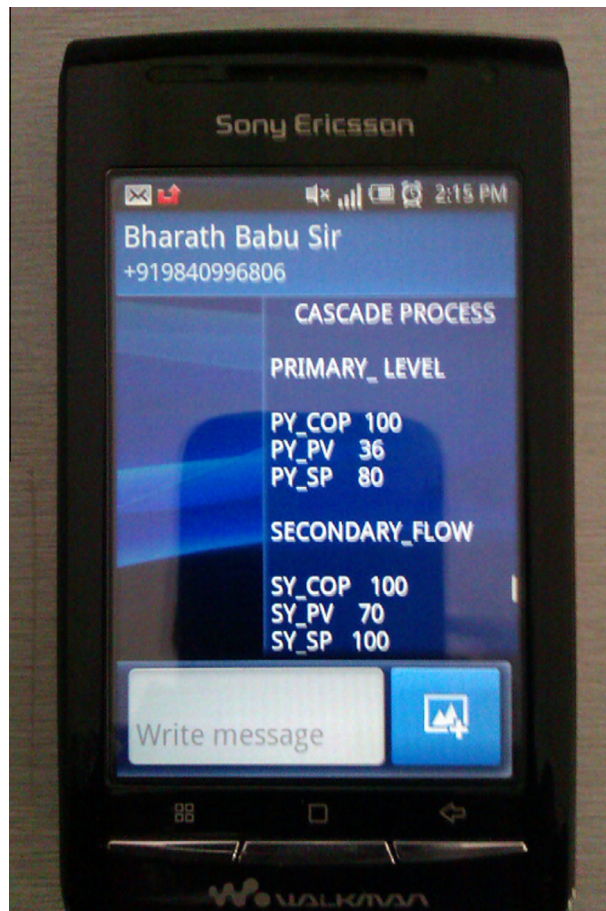 Sony Ericsson
2:15 PM
Bharath Babu Sir
+919840996806
CASCADE PROCESS
PRIMARY_ LEVEL
PY_COP 100
PY_PV 36
PY_SP 80
SECONDARY_FLOW
SY_COP 100
SY_PV 70
SY_SP 100
Write message
WALKMAN